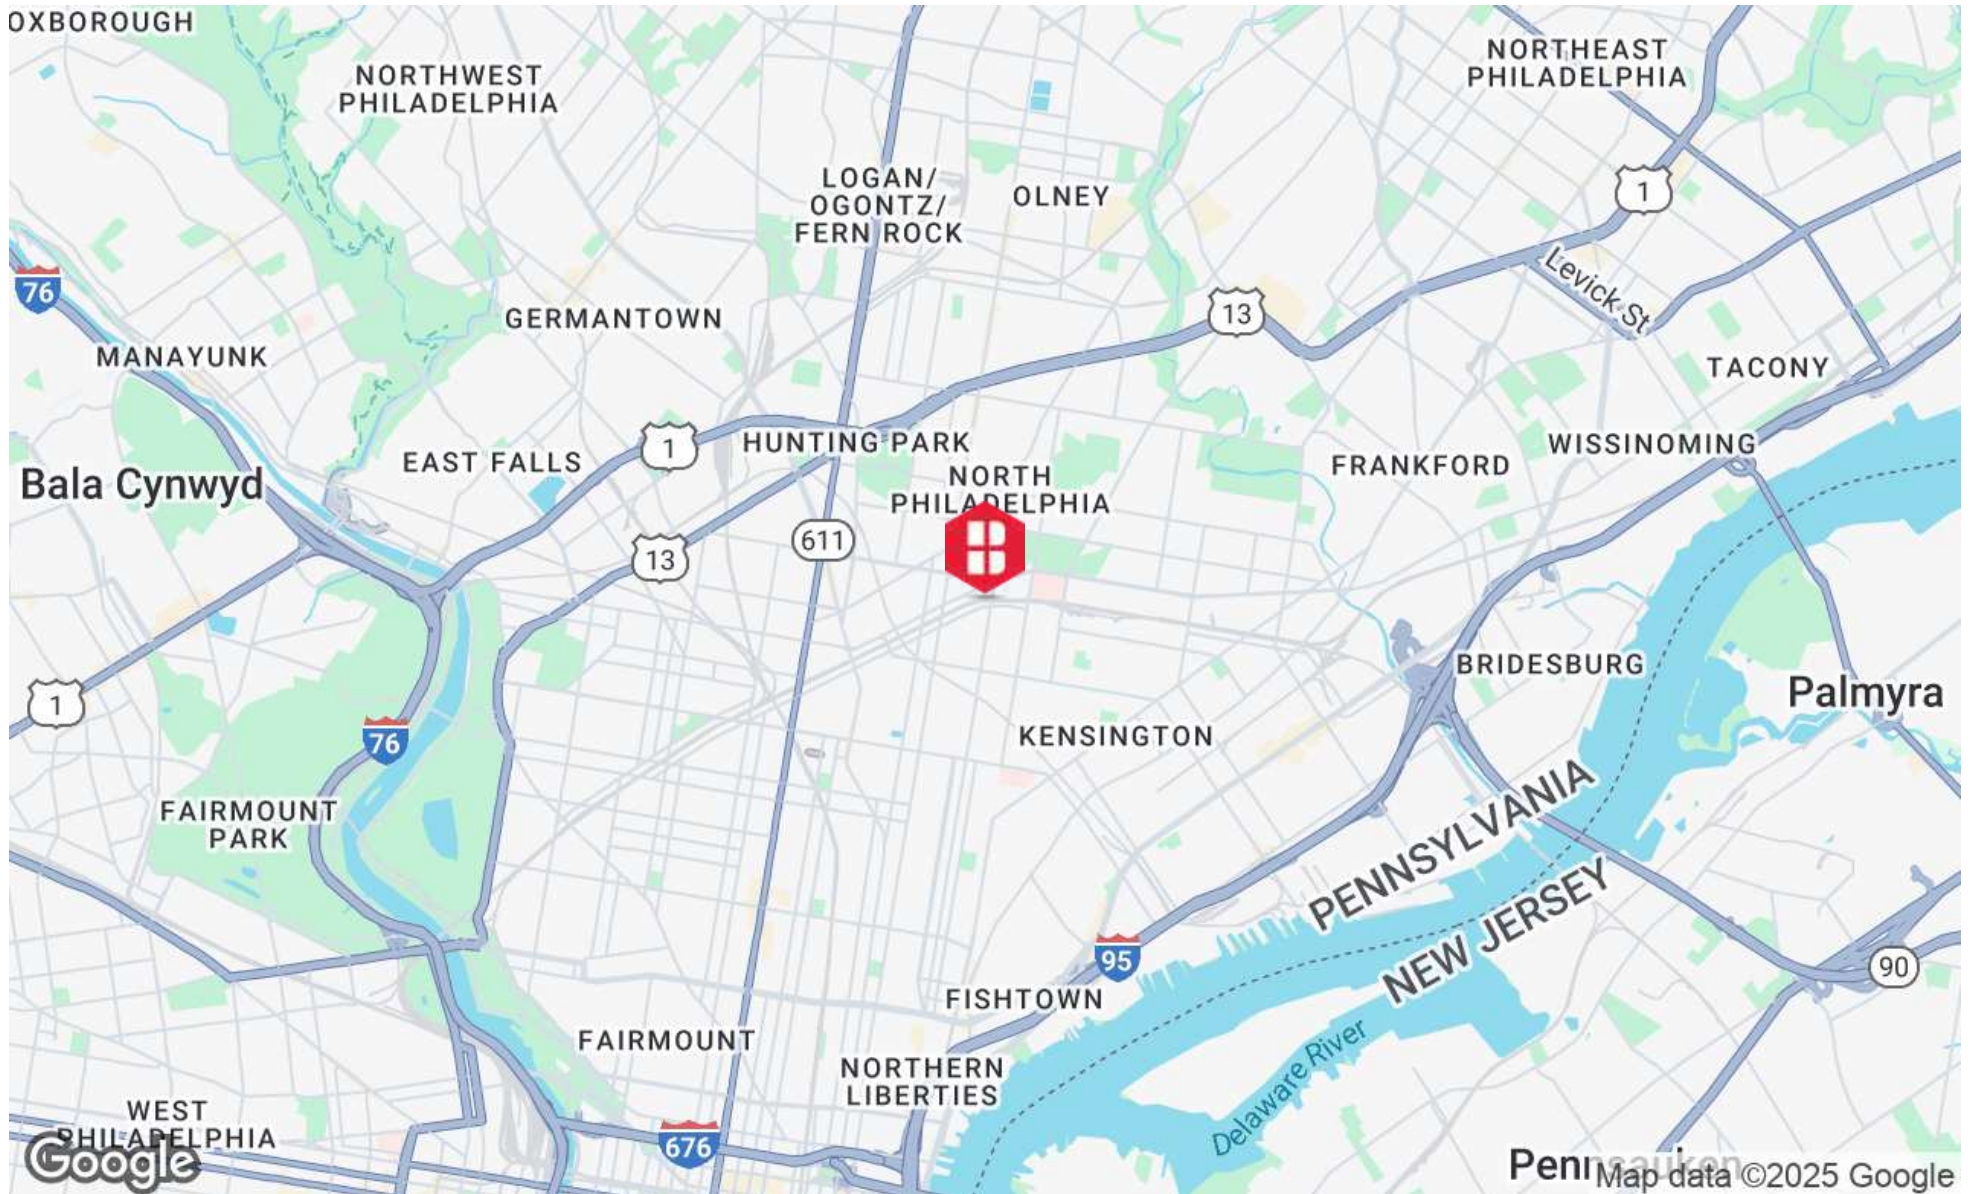 OXBOROUGH
NORTHWEST
PHILADELPHIA
NORTHEAST
PHILADELPHIA
LOGAN/
OGONTZ/
FERN ROCK
OLNEY
1
76
Levick St
GERMANTOWN
13
MANAYUNK
TACONY
1
HUNTING PARK
WISSINOMING
EAST FALLS
FRANKFORD
Bala Cynwyd
NORTH
PHILADELPHIA
611
13
BRIDESBURG
1
Palmyra
76
KENSINGTON
FAIRMOUNT
PARK
PENNSYLVANIA
NEW JERSEY
95
90
FISHTOWN
FAIRMOUNT
NORTHERN
LIBERTIES
Delaware River
WEST
PHILADELPHIA
676
Google
Pennsauken
Map data ©2025 Google